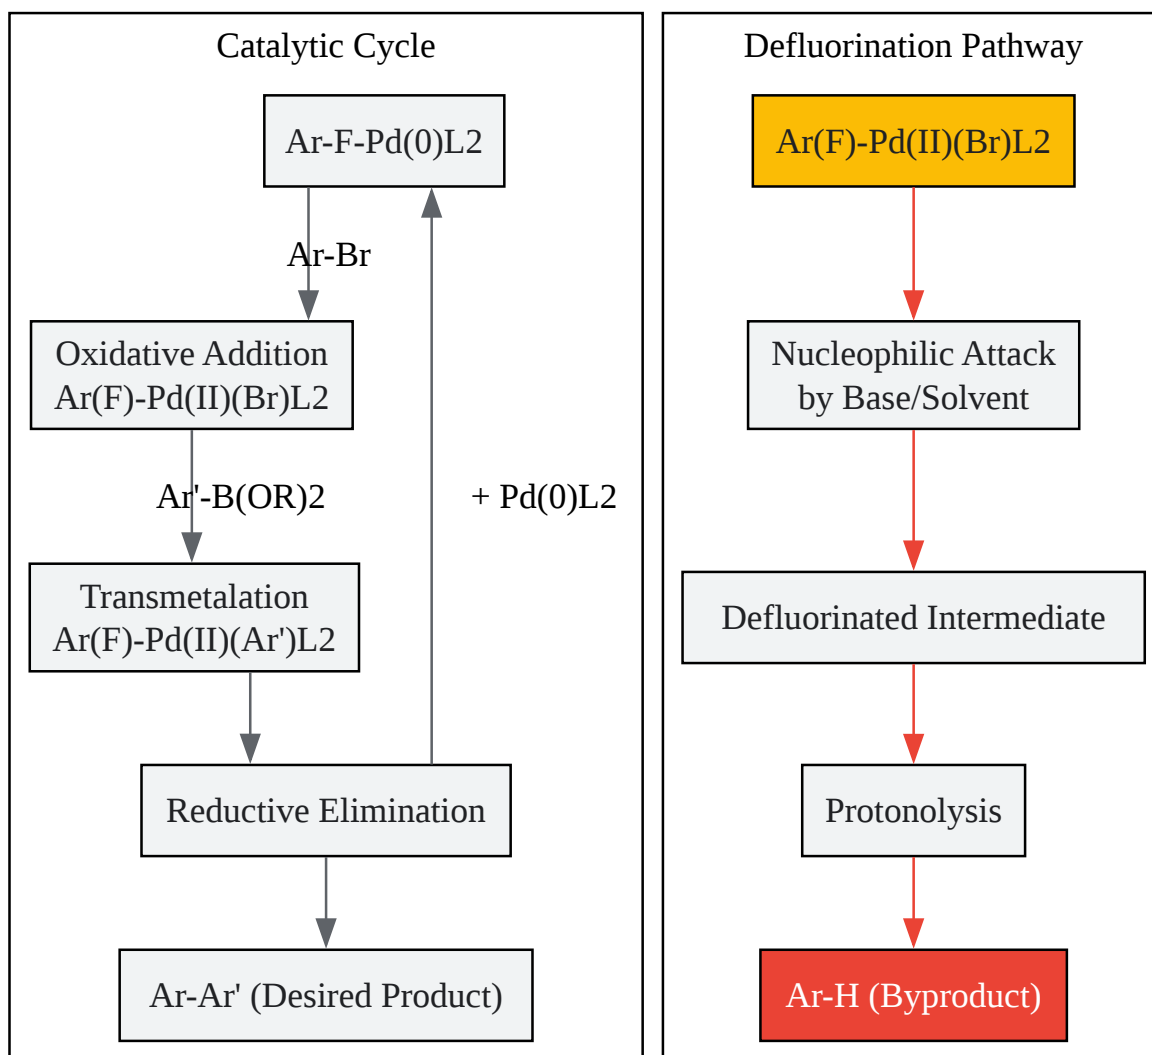 Catalytic Cycle
Ar-F-Pd(0)L2
Ar-Br
Oxidative Addition
Ar(F)-Pd(II)(Br)L2
Ar'-B(OR)2
+ Pd(0)L2
Transmetalation
Ar(F)-Pd(II)(Ar')L2
Reductive Elimination
Ar-Ar' (Desired Product)
Defluorination Pathway
Ar(F)-Pd(II)(Br)L2
Nucleophilic Attack
by Base/Solvent
Defluorinated Intermediate
Protonolysis
Ar-H (Byproduct)